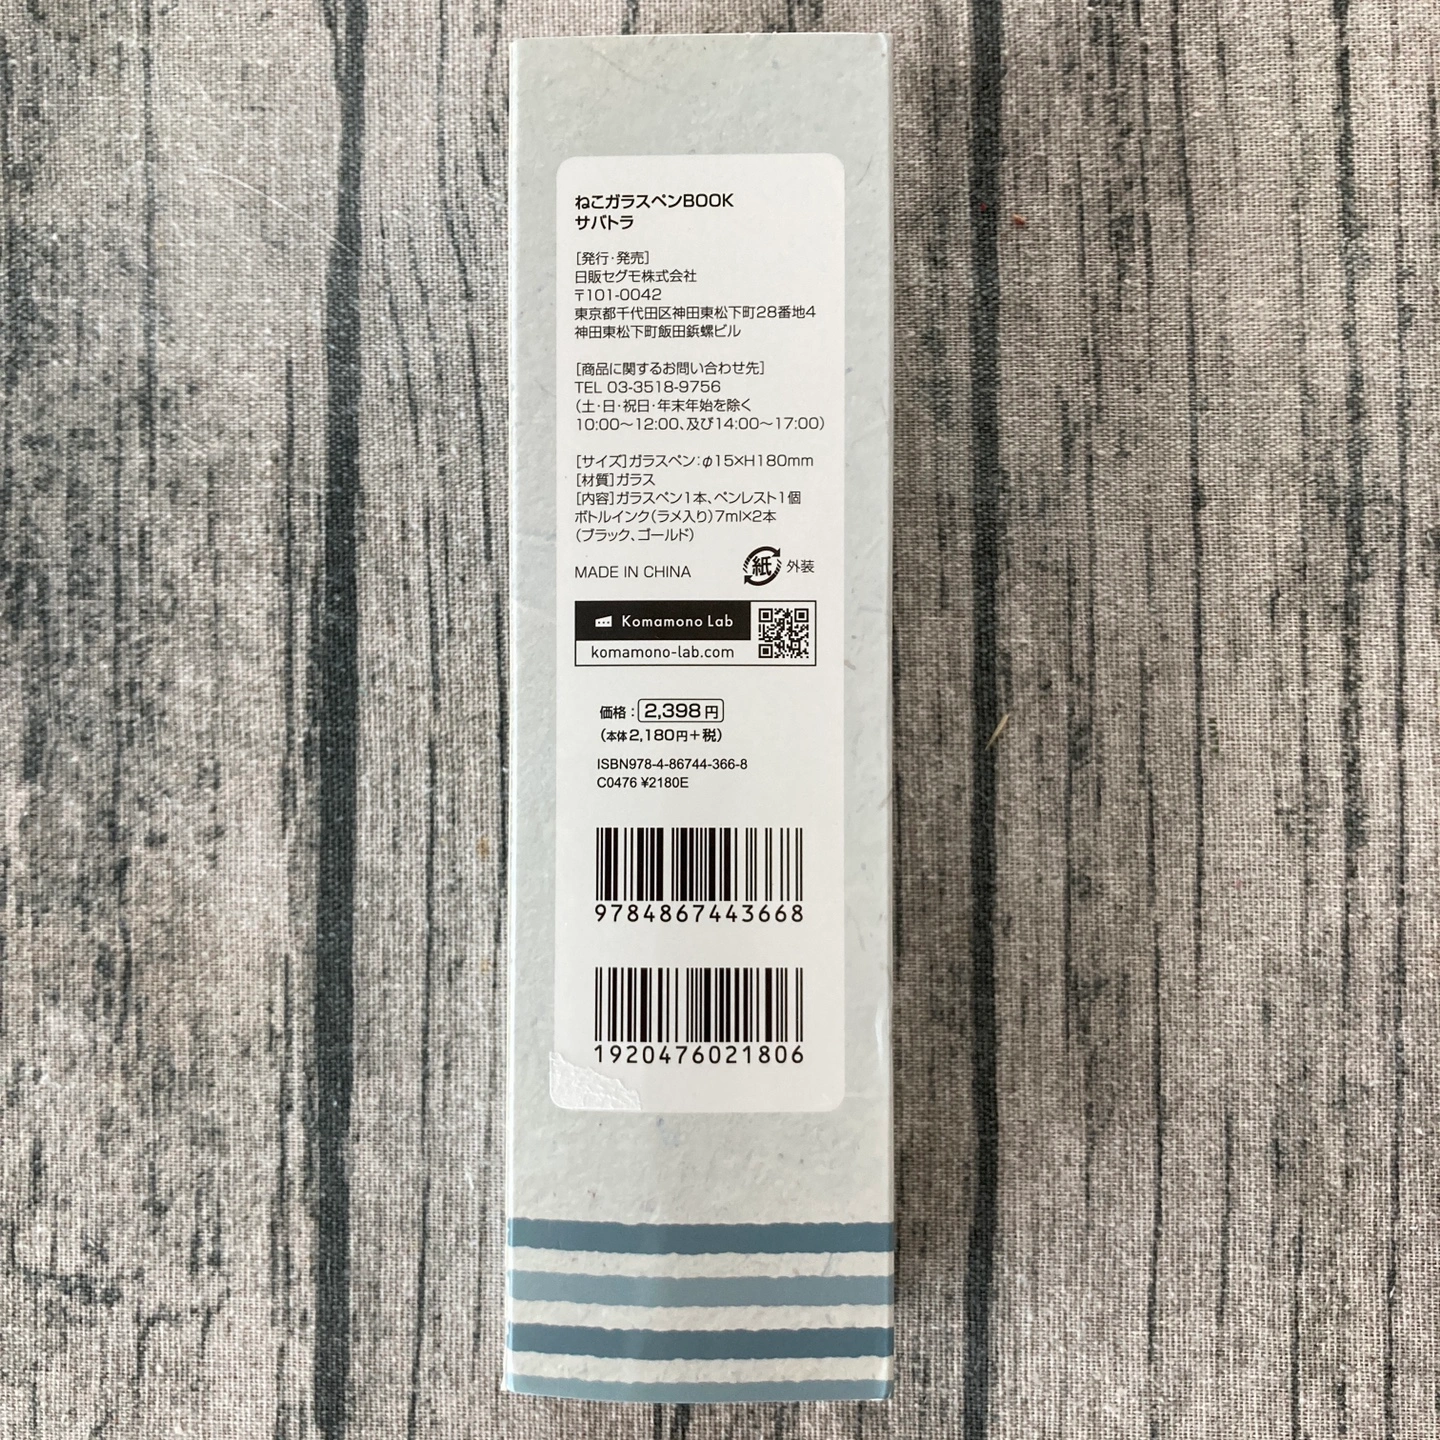 ねこガラスペンBOOK
サバトラ
[発行・発売]
日販セグモ株式会社
〒101-0042
東京都千代田区神田東松下町28番地4
神田東松下町飯田鋲螺ビル
[商品に関するお問い合わせ先]
TEL 03-3518-9756
(土・日・祝日・年末年始を除く
10:00〜12:00、及び14:00〜17:00)
[サイズ]ガラスペン:φ15×H180mm
[材質]ガラス
[内容]ガラスペン1本、ペンレスト1個
ボトルインク(ラメ入り)7ml×2本
(ブラック、ゴールド)
MADE IN CHINA 紙 外装
Komamono Lab
komamono-lab.com
価格:2,398円
(本体2,180円+税)
ISBN978-4-86744-366-8
C0476 ¥2180E
9784867443668
1920476021806